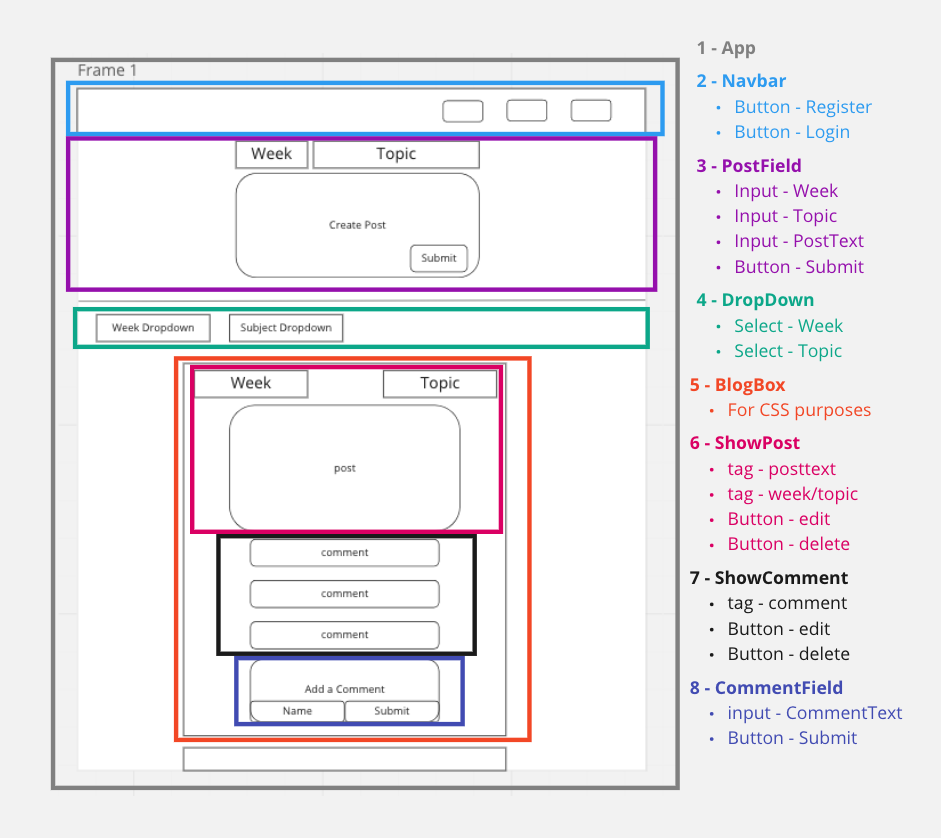 Frame 1
Week
Topic
Create Post
Submit
Week Dropdown
Subject Dropdown
Week
Topic
post
comment
comment
comment
Add a Comment
Name
Submit
1 - App
2 - Navbar
• Button - Register
• Button - Login
3 - PostField
• Input - Week
• Input - Topic
• Input - PostText
• Button - Submit
4 - DropDown
• Select - Week
• Select - Topic
5 - BlogBox
• For CSS purposes
6 - ShowPost
• tag - posttext
• tag - week/topic
• Button - edit
• Button - delete
7 - ShowComment
• tag - comment
• Button - edit
• Button - delete
8 - CommentField
• input - CommentText
• Button - Submit